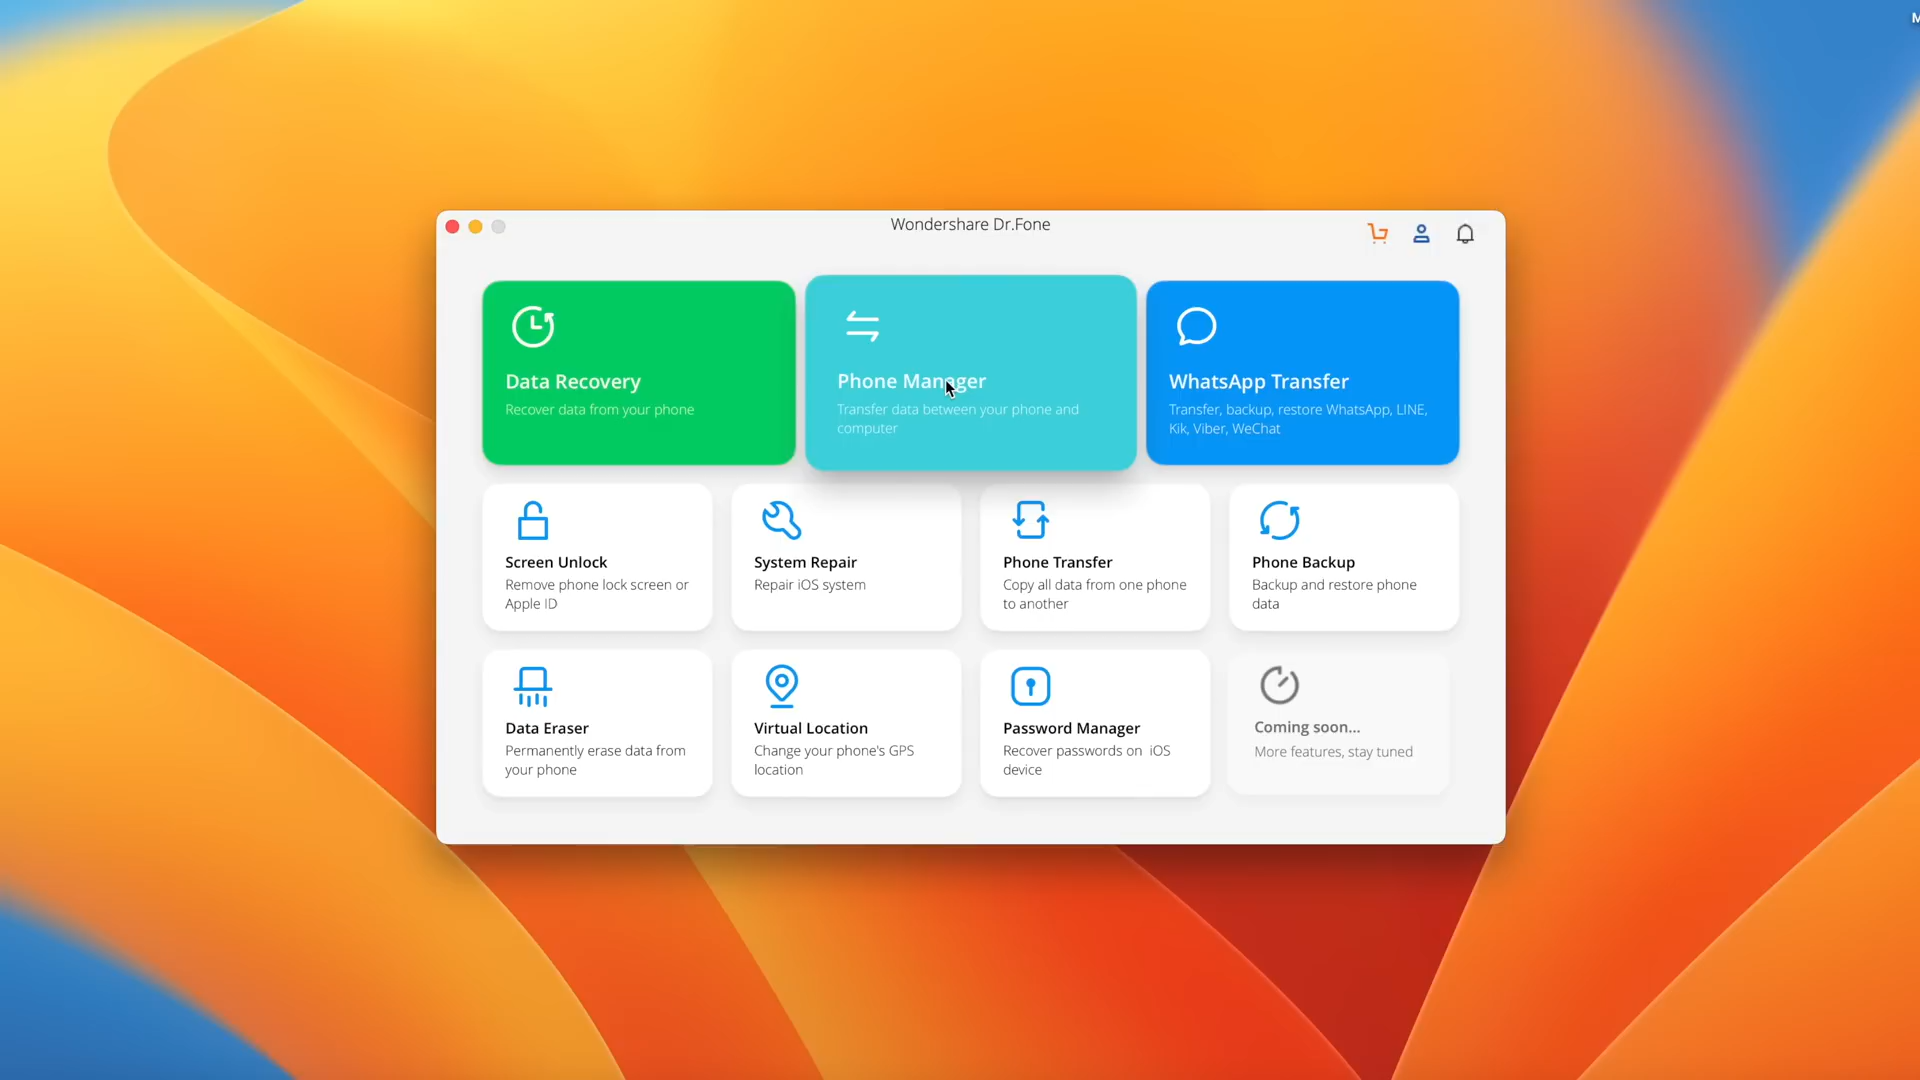 M
Wondershare Dr.Fone
Data Recovery
Recover data from your phone
Phone Manager
Transfer data between your phone and
computer
WhatsApp Transfer
Transfer, backup, restore WhatsApp, LINE,
Kik, Viber, WeChat
Screen Unlock
Remove phone lock screen or
Apple ID
System Repair
Repair iOS system
Phone Transfer
Copy all data from one phone
to another
Phone Backup
Backup and restore phone
data
Data Eraser
Permanently erase data from
your phone
Virtual Location
Change your phone's GPS
location
Password Manager
Recover passwords on  iOS
device
Coming soon...
More features, stay tuned